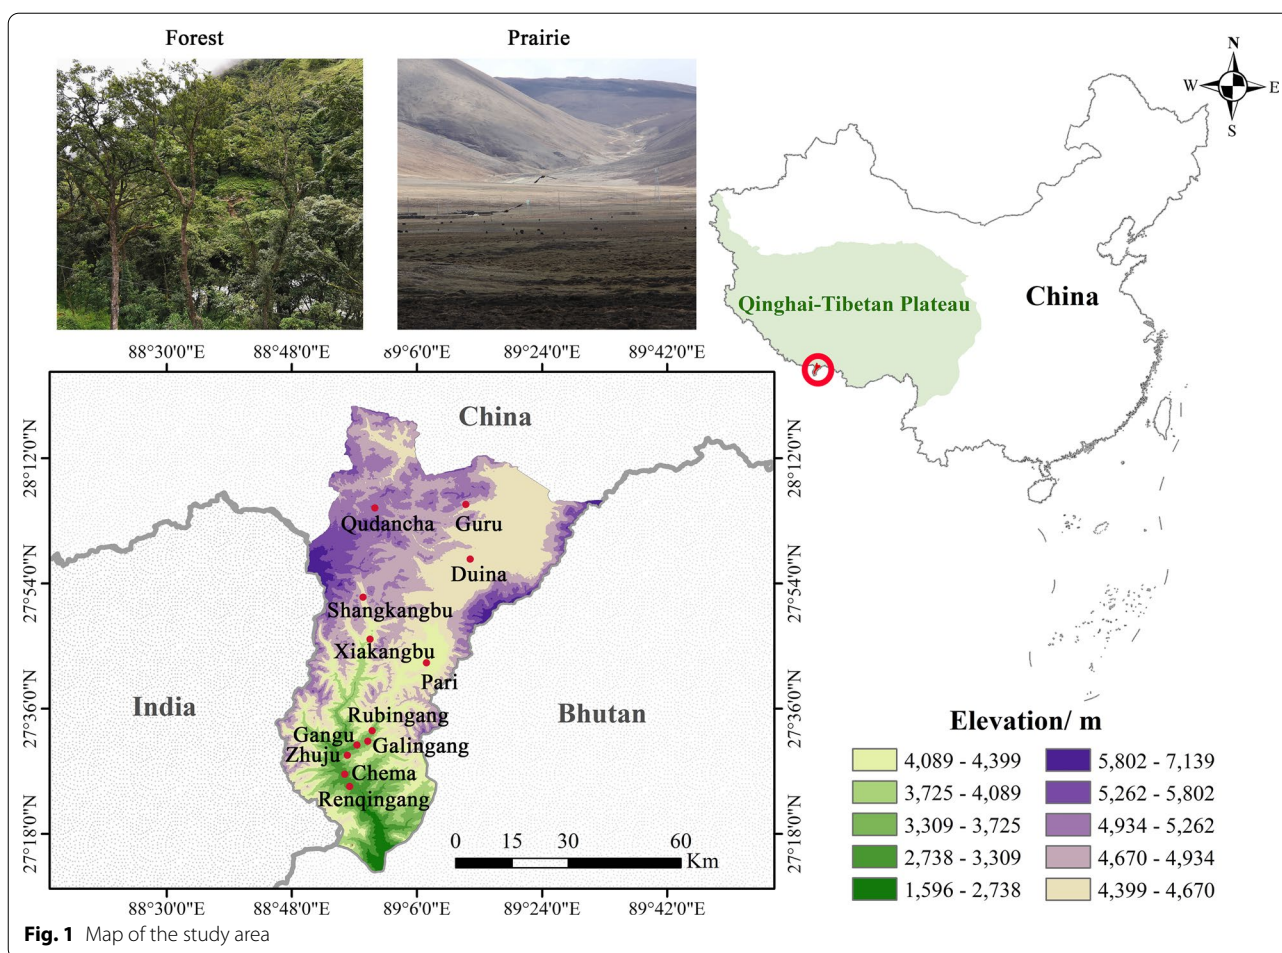 Forest
Prairie
N
W
E
S
Qinghai-Tibetan Plateau
China
88°30'0"E
88°48'0"E
89°6'0"E
89°24'0"E
89°42'0"E
28°12'0"N
27°54'0"N
27°36'0"N
27°18'0"N
28°12'0"N
27°54'0"N
27°36'0"N
27°18'0"N
China
Qudancha
Guru
Duina
Shangkangbu
Xiakangbu
Pari
India
Bhutan
Rubingang
Gangu
Galingang
Zhuju
Chema
Renqingang
0 15 30 60
Km
88°30'0"E
88°48'0"E
89°6'0"E
89°24'0"E
89°42'0"E
Elevation/ m
4,089 - 4,399
3,725 - 4,089
3,309 - 3,725
2,738 - 3,309
1,596 - 2,738
5,802 - 7,139
5,262 - 5,802
4,934 - 5,262
4,670 - 4,934
4,399 - 4,670
Fig. 1 Map of the study area